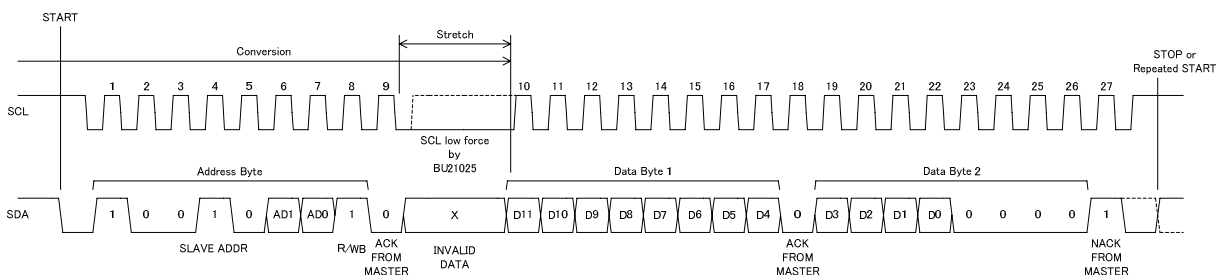 START
Stretch
Conversion
STOP or
Repeated START
1 2 3 4 5 6 7 8 9 10 11 12 13 14 15 16 17 18 19 20 21 22 23 24 25 26 27
SCL
SCL low force
by
BU21025
Address Byte
Data Byte 1
Data Byte 2
SDA
1 0 0 1 0 AD1 AD0 1 0 X D11 D10 D9 D8 D7 D6 D5 D4 0 D3 D2 D1 D0 0 0 0 0 1
SLAVE ADDR
R/WB
ACK
FROM
MASTER
INVALID
DATA
ACK
FROM
MASTER
NACK
FROM
MASTER